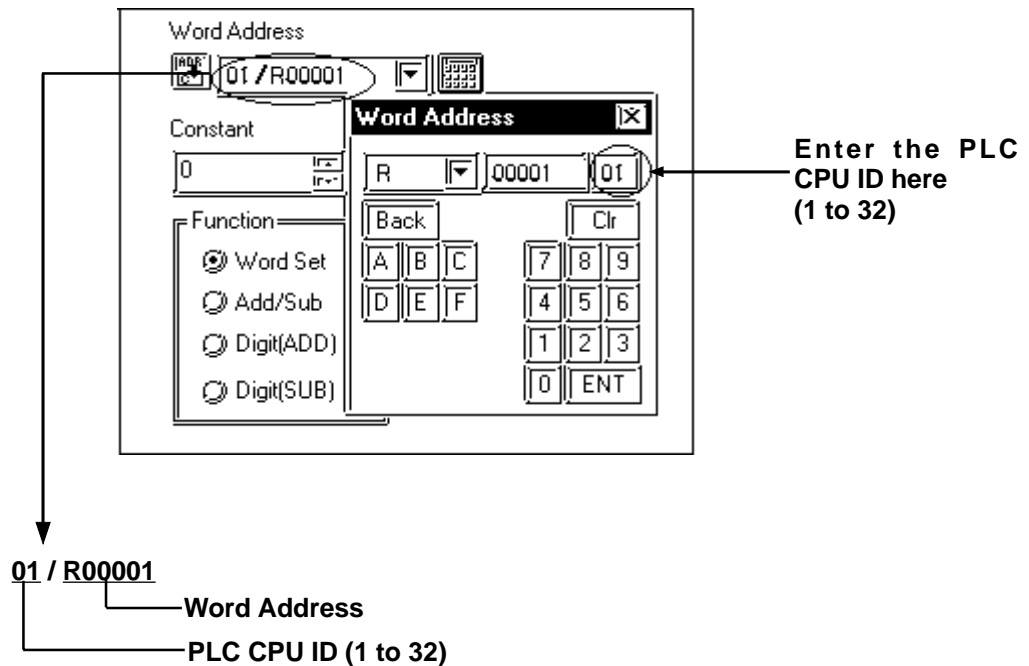 Word Address
ADR
C
01 / R00001
Constant
0
Word Address
R 00001 01
Back Clr
A B C 7 8 9
D E F 4 5 6
1 2 3
0 ENT
Function
Word Set
Add/Sub
Digit(ADD)
Digit(SUB)
Enter the PLC
CPU ID here
(1 to 32)
01 / R00001
Word Address
PLC CPU ID (1 to 32)